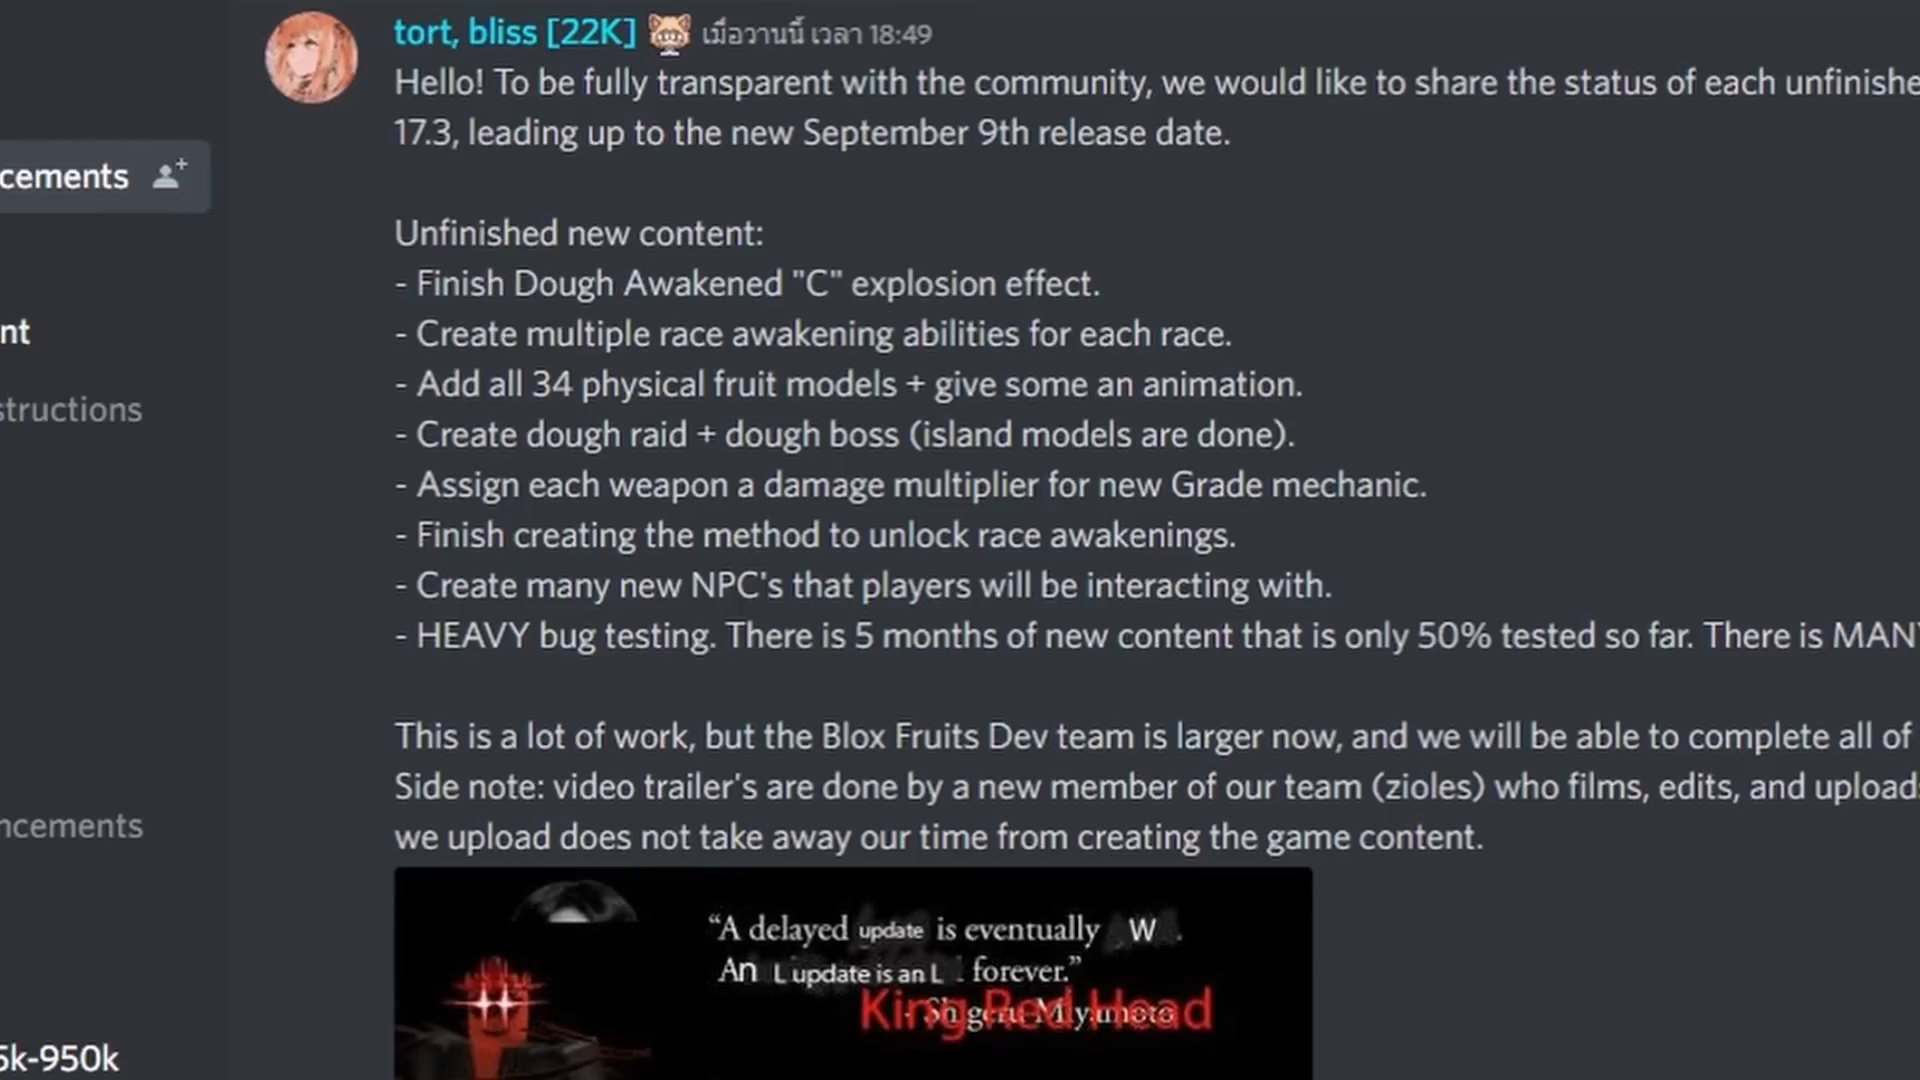 tort, bliss [22K] เมื่อวานนี้ เวลา 18:49
Hello! To be fully transparent with the community, we would like to share the status of each unfinishe
17.3, leading up to the new September 9th release date.
cements
Unfinished new content:
- Finish Dough Awakened "C" explosion effect.
nt
- Create multiple race awakening abilities for each race.
- Add all 34 physical fruit models + give some an animation.
structions
- Create dough raid + dough boss (island models are done).
- Assign each weapon a damage multiplier for new Grade mechanic.
- Finish creating the method to unlock race awakenings.
- Create many new NPC's that players will be interacting with.
- HEAVY bug testing. There is 5 months of new content that is only 50% tested so far. There is MANY
This is a lot of work, but the Blox Fruits Dev team is larger now, and we will be able to complete all of
Side note: video trailer's are done by a new member of our team (zioles) who films, edits, and uploads
ncements
we upload does not take away our time from creating the game content.
“A delayed update is eventually W .
An L update is an L forever.”
- Shigeru Miyamoto
King Red Head
5k-950k